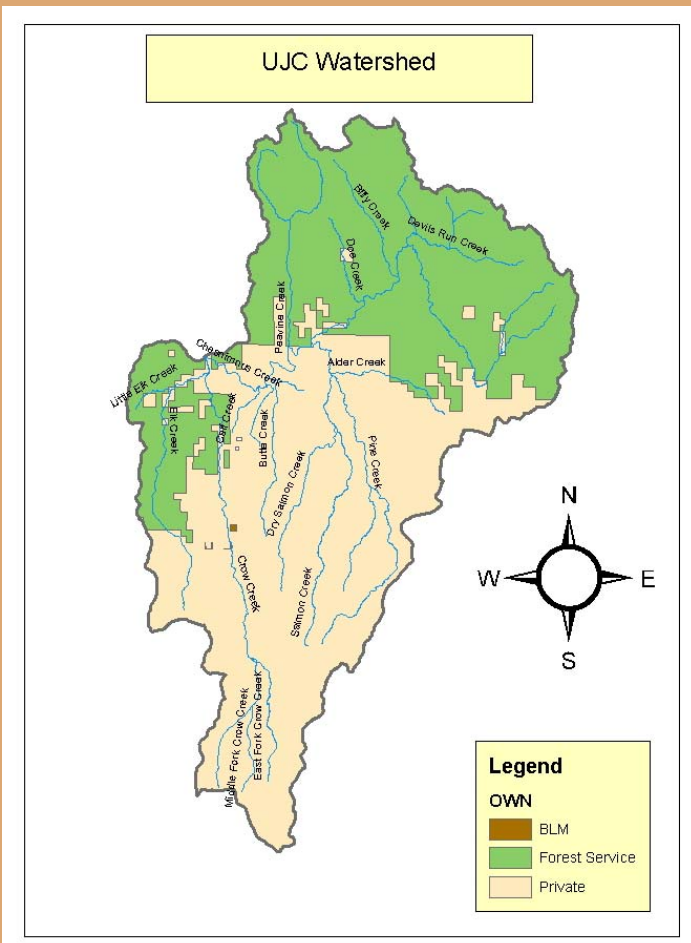 UJC Watershed
Billy Creek
Devils Run Creek
Doe Creek
Peavine Creek
Chesnimnus Creek
Alder Creek
Little Elk Creek
Elk Creek
Butte Creek
Pine Creek
Dry Salmon Creek
Crow Creek
Salmon Creek
Middle Fork Crow Creek
East Fork Crow Creek
N
W
E
S
Legend
OWN
BLM
Forest Service
Private